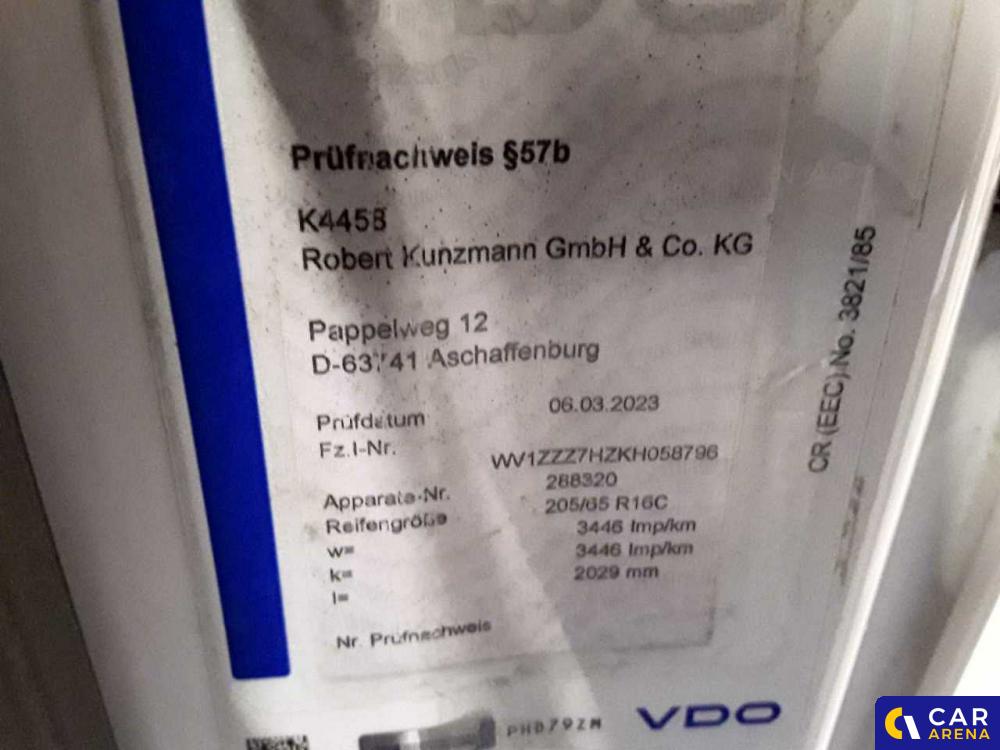 Prüfnachweis §57b
K4458
Robert Kunzmann GmbH & Co. KG
Pappelweg 12
D-63741 Aschaffenburg
Prüfdatum 06.03.2023
Fz.I-Nr. WV1ZZZ7HZKH058796
Apparate-Nr. 288320
Reifengröße 205/65 R16C
w= 3446 Imp/km
k= 3446 Imp/km
l= 2029 mm
Nr. Prüfnachweis
CR (EEC) No. 3821/85
VDO
CAR
ARENA